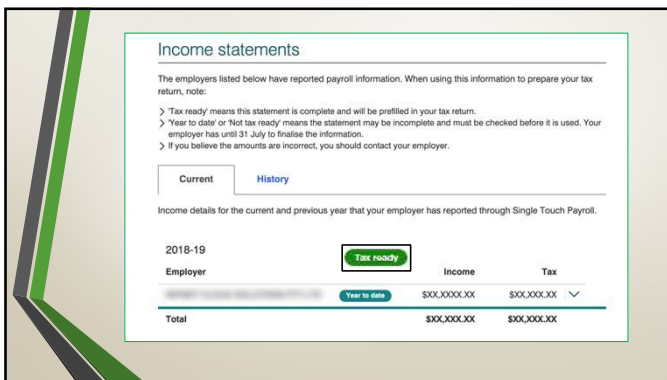 Income statements
The employers listed below have reported payroll information. When using this information to prepare your tax
return, note:
> 'Tax ready' means this statement is complete and will be prefilled in your tax return.
> 'Year to date' or 'Not tax ready' means the statement may be incomplete and must be checked before it is used. Your
employer has until 31 July to finalise the information.
> If you believe the amounts are incorrect, you should contact your employer.
Current History
Income details for the current and previous year that your employer has reported through Single Touch Payroll.
2018-19 Tax ready
Employer Income Tax
Year to date $XX,XXXX.XX $XX,XXX.XX
Total $XX,XXX.XX $XX,XXX.XX